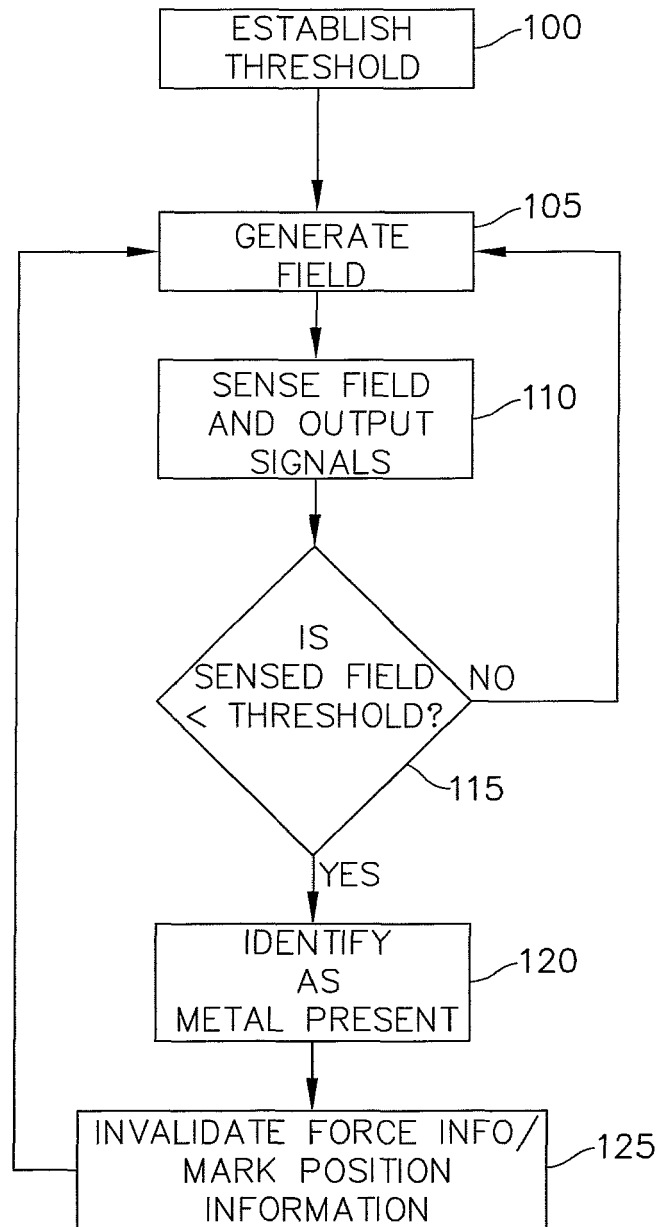 ESTABLISH
THRESHOLD
100
GENERATE
FIELD
105
SENSE FIELD
AND OUTPUT
SIGNALS
110
IS
SENSED FIELD
< THRESHOLD?
NO
115
YES
IDENTIFY
AS
METAL PRESENT
120
INVALIDATE FORCE INFO/
MARK POSITION
INFORMATION
125